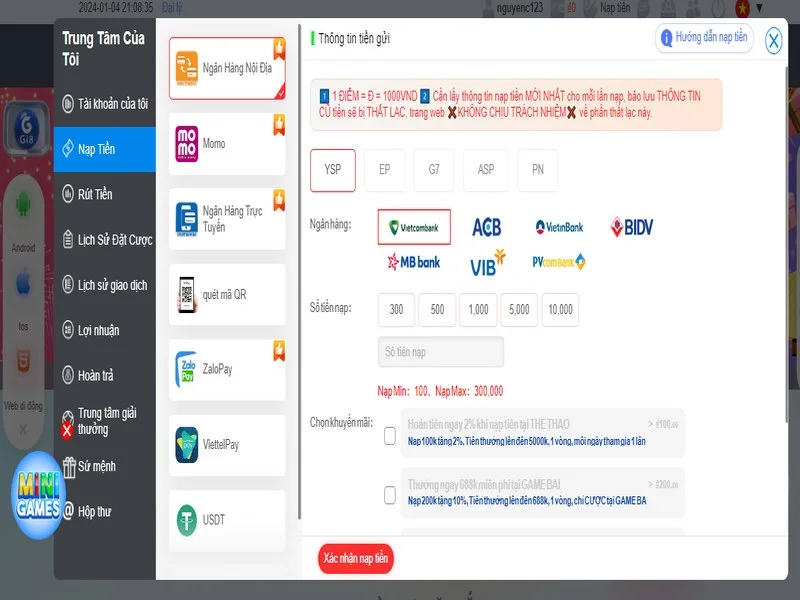 2024-01-04 21:08:35 Đại lý
nguyenc123
Nạp tiền
Trung Tâm Của
Tôi
Tài khoản của tôi
Nạp Tiền
Rút Tiền
Lịch Sử Đặt Cược
Lịch sử giao dịch
Lợi nhuận
Hoàn trả
Trung tâm giải
thưởng
Sứ mệnh
Hộp thư
Gi8
Android
Ios
Web di động
MINI
GAMES
Ngân Hàng Nội Địa
MO
MO
Momo
Ngân Hàng Trực
Tuyến
quét mã QR
Zalo
Pay
ZaloPay
ViettelPay
USDT
Thông tin tiền gửi
Hướng dẫn nạp tiền
1 1 ĐIỂM = Đ = 1000VND 2 Cần lấy thông tin nạp tiền MỚI NHẤT cho mỗi lần nạp, bảo lưu THÔNG TIN
CŨ tiền sẽ bị THẤT LẠC, trang web ❌KHÔNG CHỊU TRÁCH NHIỆM❌ về phần thất lạc này.
YSP EP G7 ASP PN
Ngân hàng:
Vietcombank ACB VietinBank BIDV
MB bank VIB PVcomBank
Số tiền nạp:
300 500 1,000 5,000 10,000
Số tiền nạp
Nạp Min: 100, Nạp Max: 300,000
Chọn khuyến mãi:
Hoàn tiền ngay 2% khi nạp tiền tại THE THAO
Nạp 100k tặng 2%, Tiền thưởng lên đến 5000k, 1 vòng, mỗi ngày tham gia 1 lần
Thưởng ngay 688k miễn phí tại GAME BAI
Nạp 200k tặng 10%, Tiền thưởng lên đến 688k, 1 vòng, chỉ CƯỢC tại GAME BA
Xác nhận nạp tiền